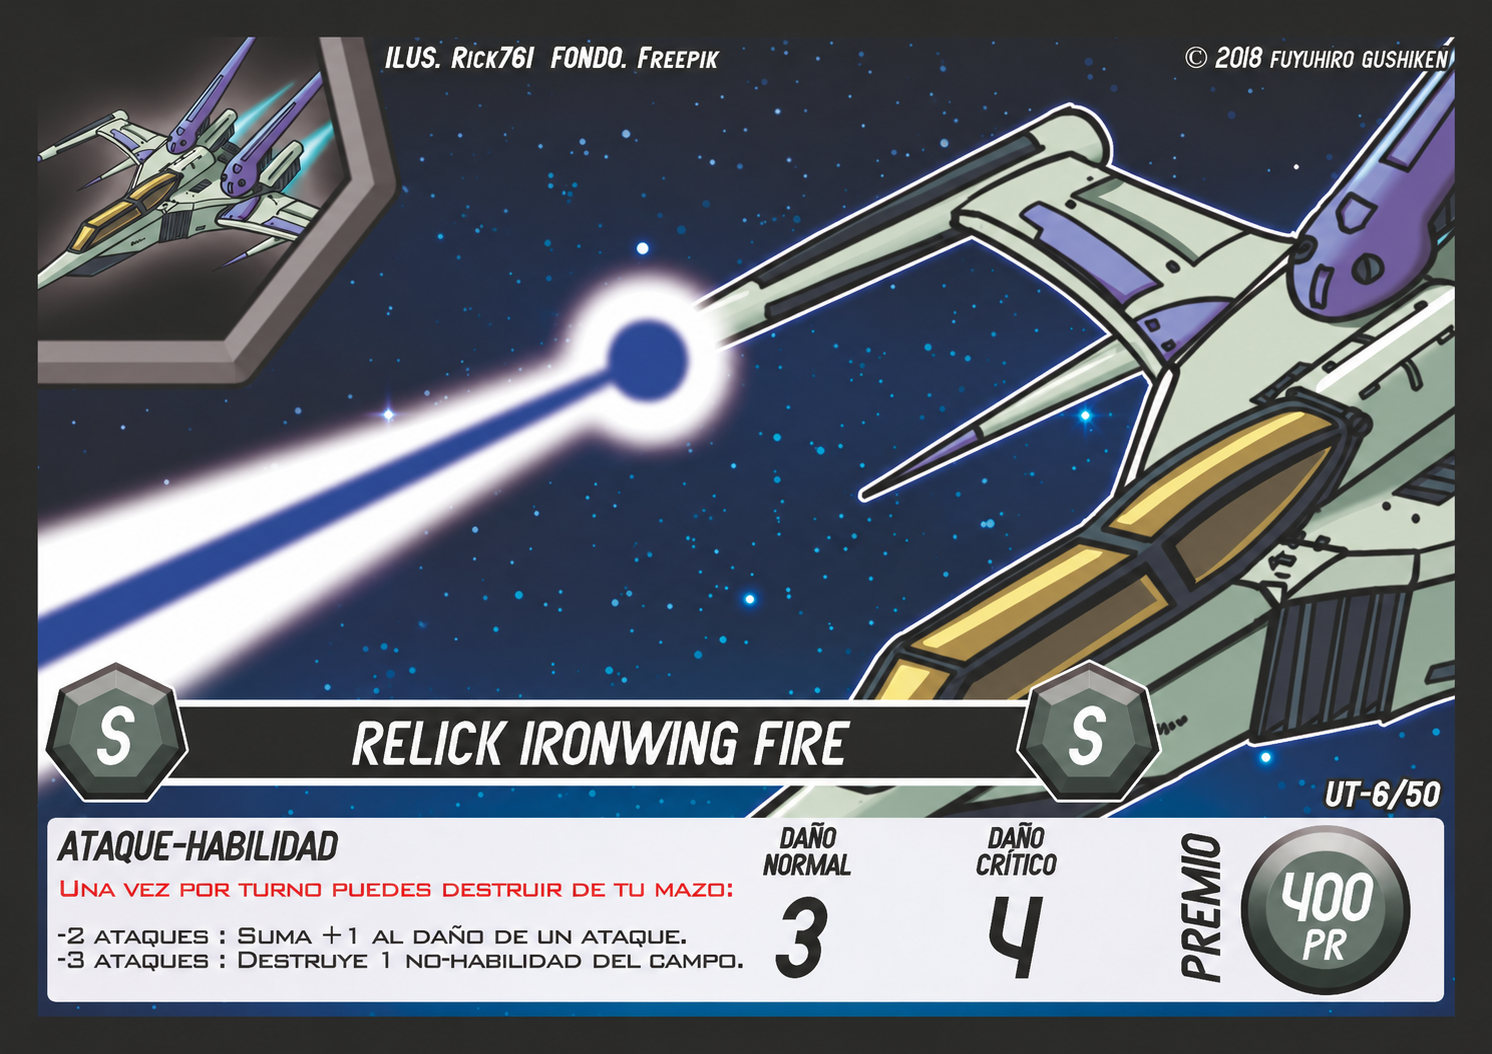 ILUS. RICK761 FONDO. FREEPIK
© 2018 FUYUHIRO GUSHIKEN
S
RELICK IRONWING FIRE
S
UT-6/50
ATAQUE-HABILIDAD
UNA VEZ POR TURNO PUEDES DESTRUIR DE TU MAZO:
-2 ATAQUES : SUMA +1 AL DAÑO DE UN ATAQUE.
-3 ATAQUES : DESTRUYE 1 NO-HABILIDAD DEL CAMPO.
DAÑO
NORMAL
3
DAÑO
CRÍTICO
4
PREMIO
400
PR